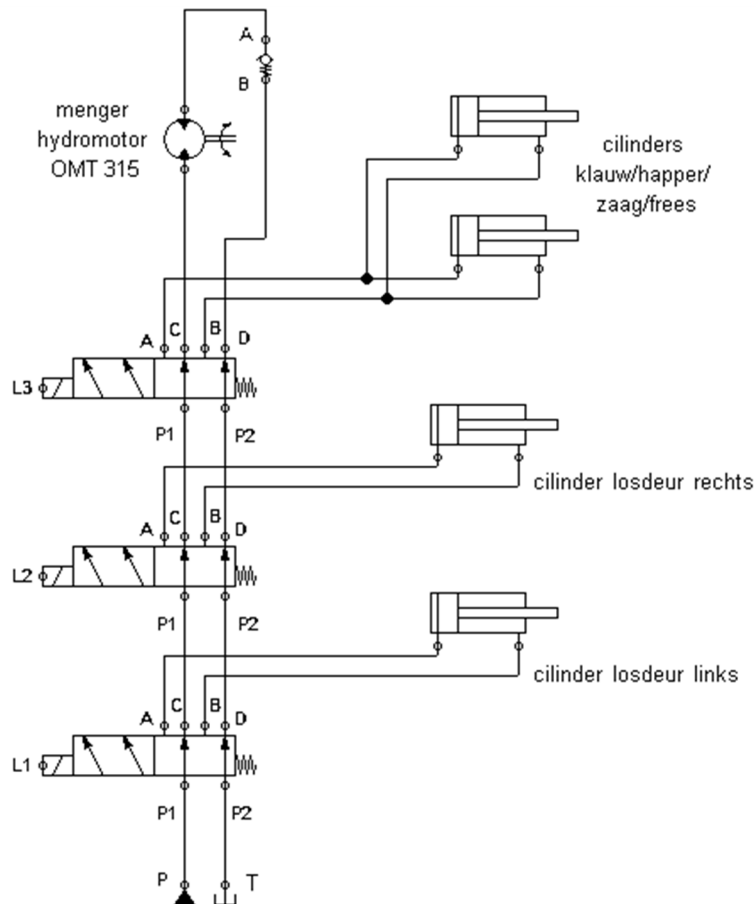 A
B
menger
hydromotor
OMT 315
cilinders
klauw/happer/
zaag/frees
A C B D
L3
P1 P2
cilinder losdeur rechts
A C B D
L2
P1 P2
cilinder losdeur links
A C B D
L1
P1 P2
P T